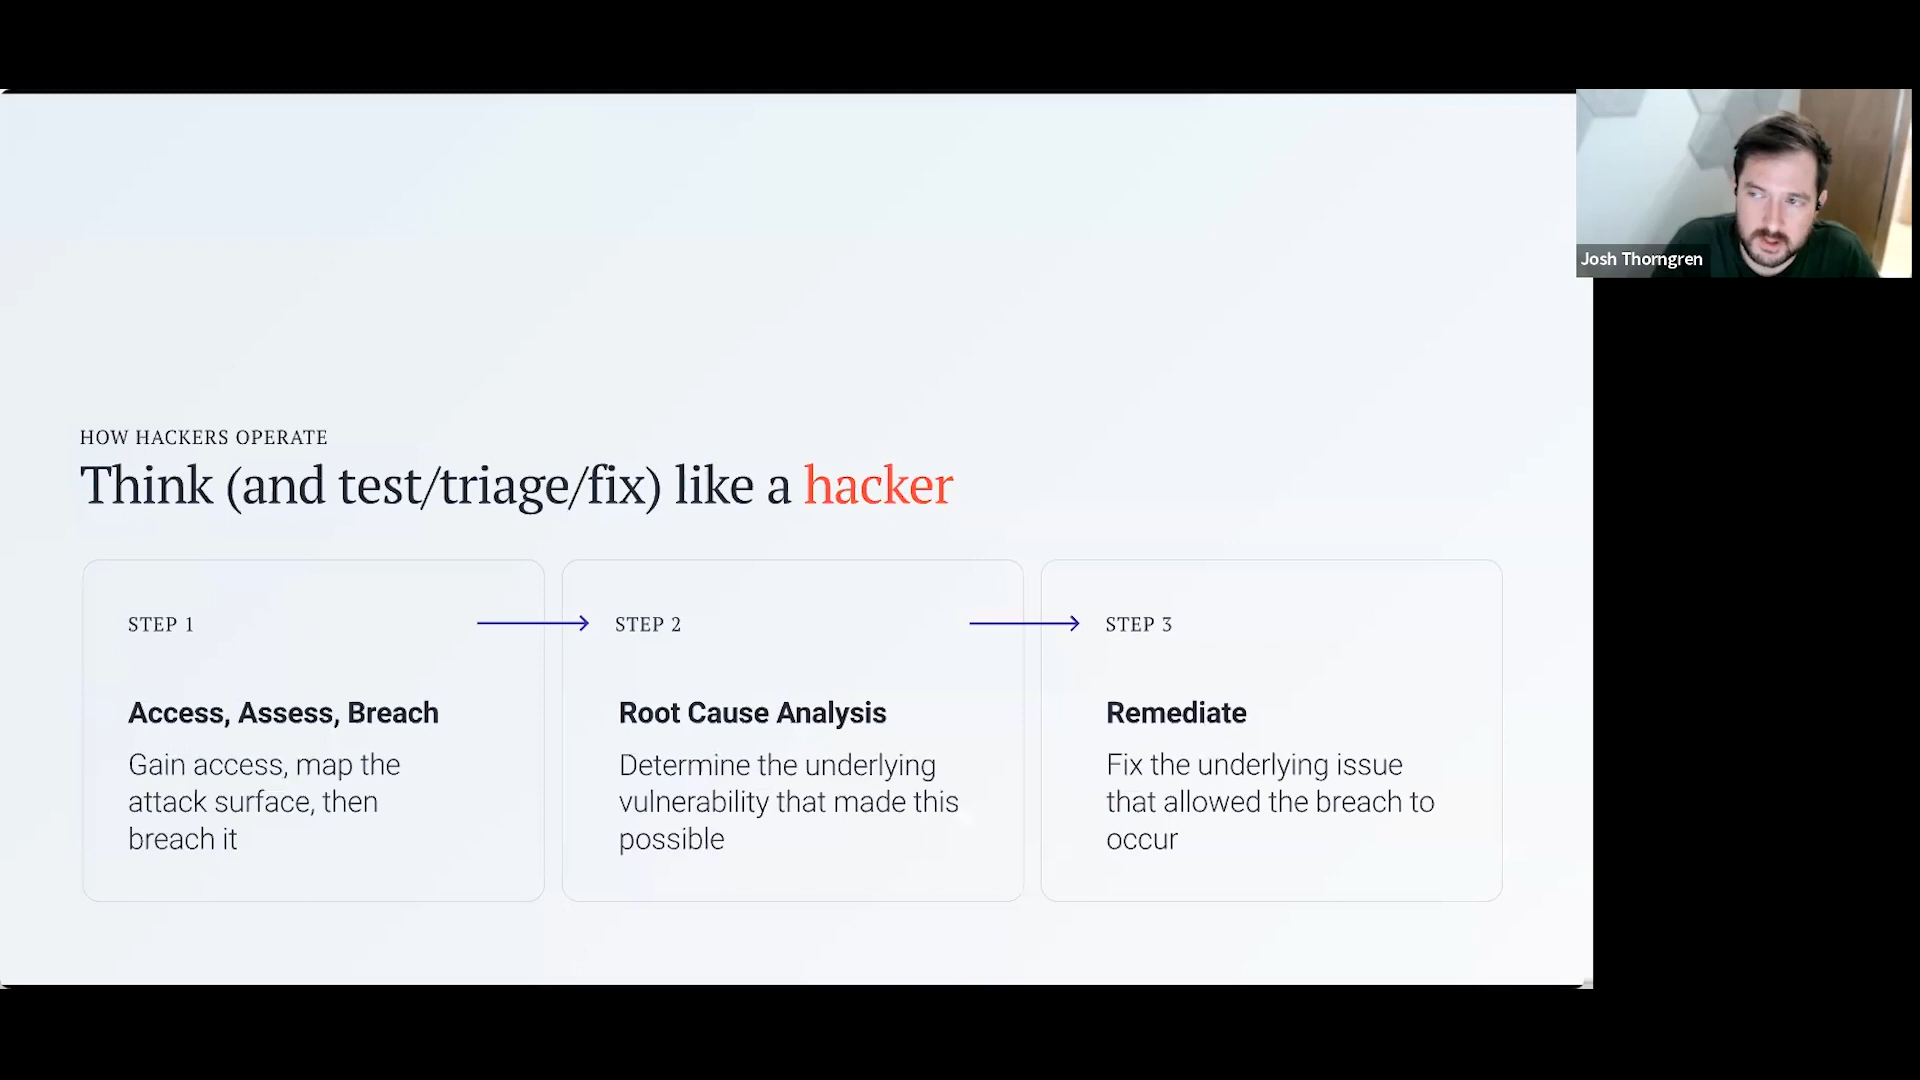 HOW HACKERS OPERATE
Think (and test/triage/fix) like a hacker
STEP 1
Access, Assess, Breach
Gain access, map the
attack surface, then
breach it
STEP 2
Root Cause Analysis
Determine the underlying
vulnerability that made this
possible
STEP 3
Remediate
Fix the underlying issue
that allowed the breach to
occur
Josh Thorngren